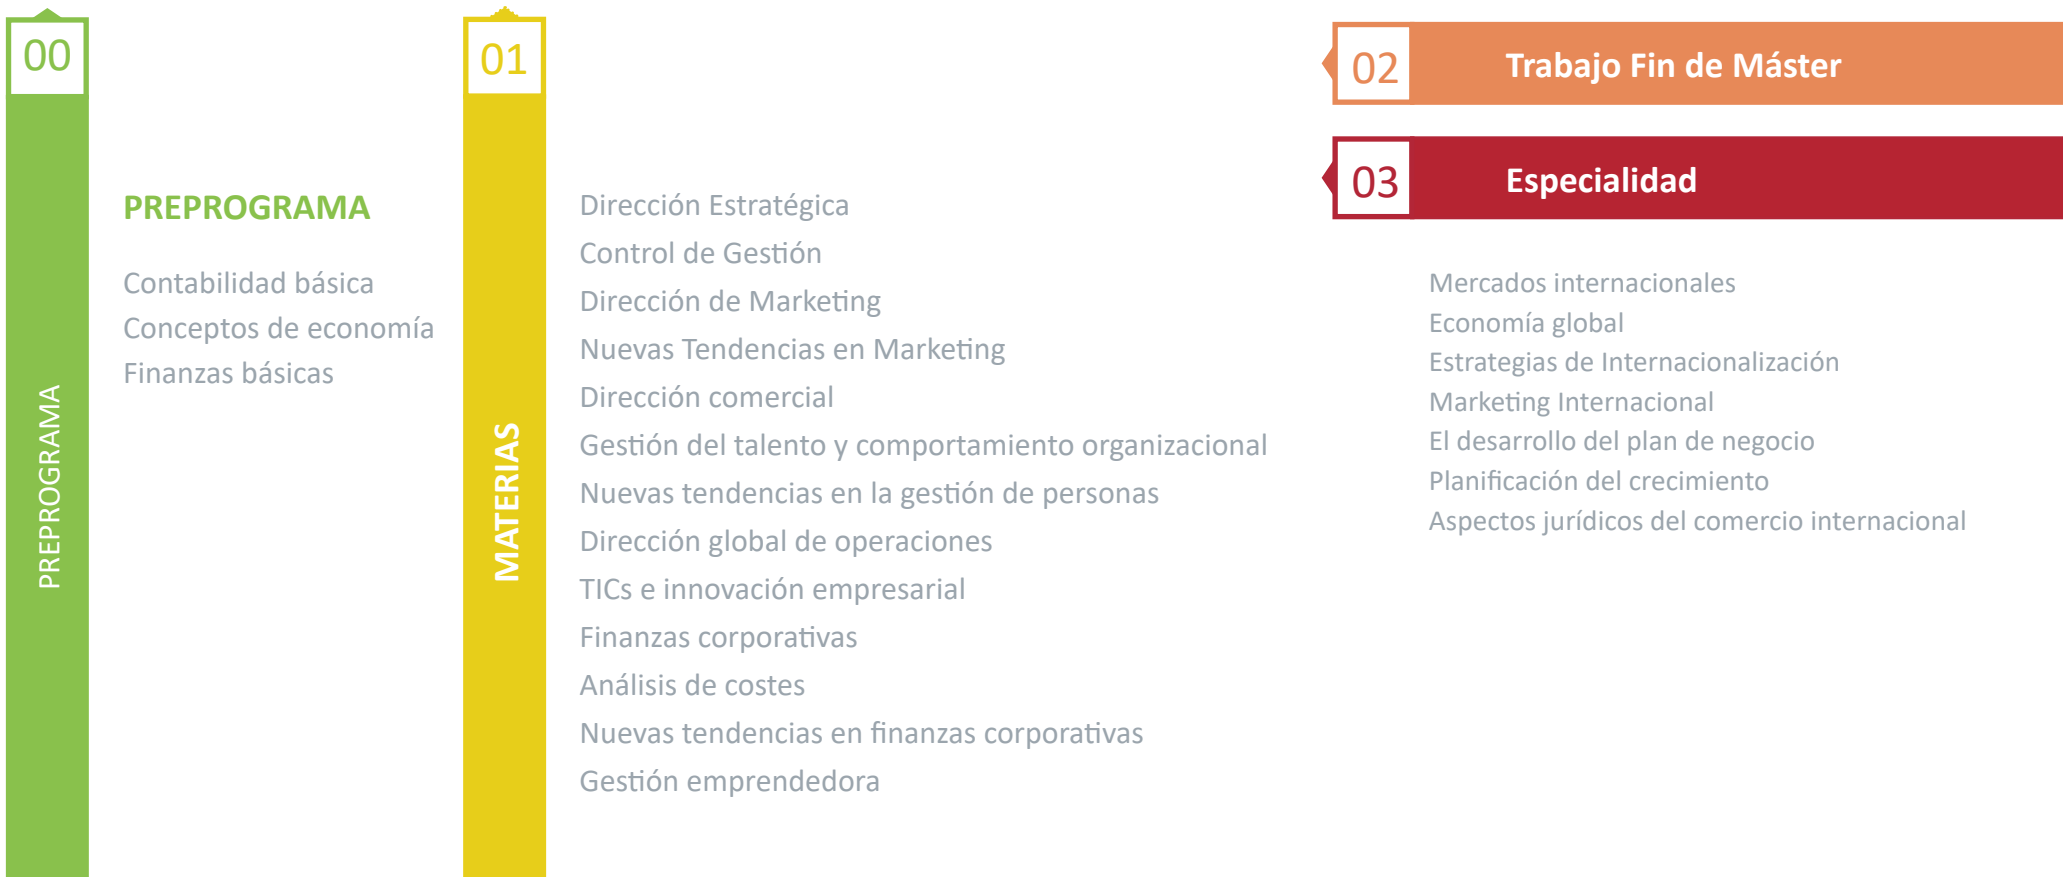 00
PREPROGRAMA
PREPROGRAMA
Contabilidad básica
Conceptos de economía
Finanzas básicas
01
MATERIAS
Dirección Estratégica
Control de Gestión
Dirección de Marketing
Nuevas Tendencias en Marketing
Dirección comercial
Gestión del talento y comportamiento organizacional
Nuevas tendencias en la gestión de personas
Dirección global de operaciones
TICs e innovación empresarial
Finanzas corporativas
Análisis de costes
Nuevas tendencias en finanzas corporativas
Gestión emprendedora
02 Trabajo Fin de Máster
03 Especialidad
Mercados internacionales
Economía global
Estrategias de Internacionalización
Marketing Internacional
El desarrollo del plan de negocio
Planificación del crecimiento
Aspectos jurídicos del comercio internacional